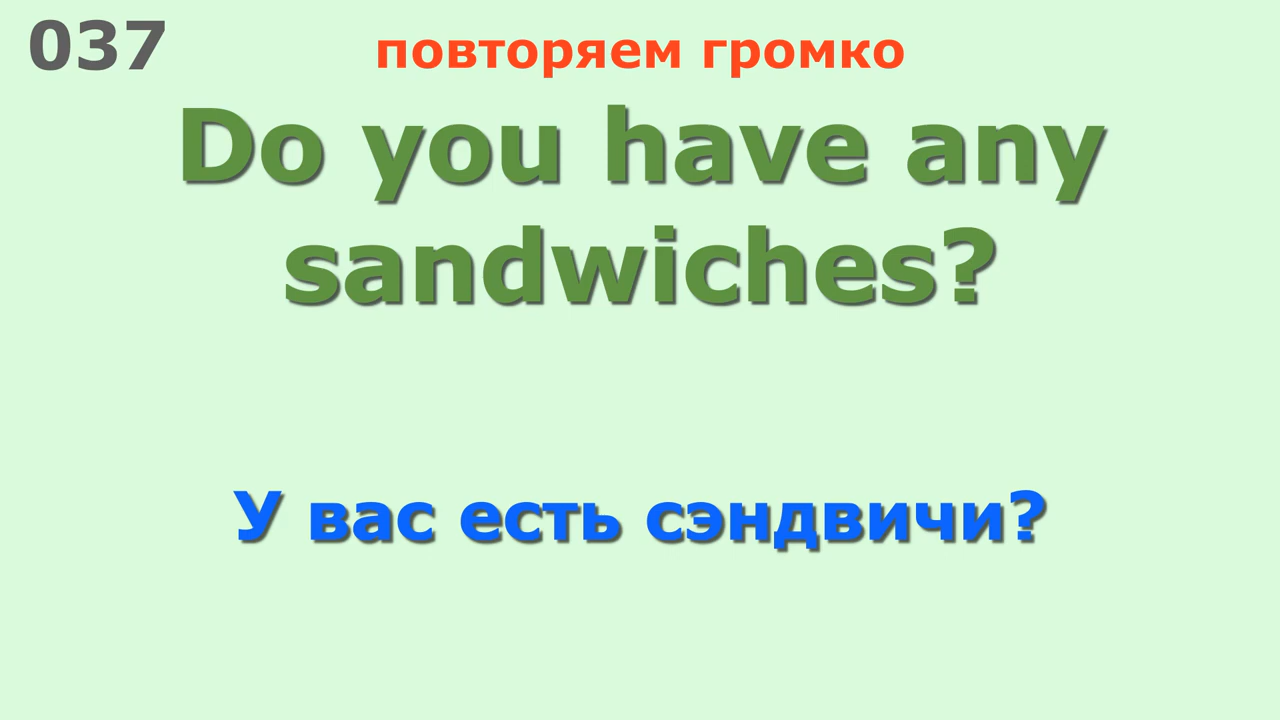 037
повторяем громко
Do you have any
sandwiches?
У вас есть сэндвичи?